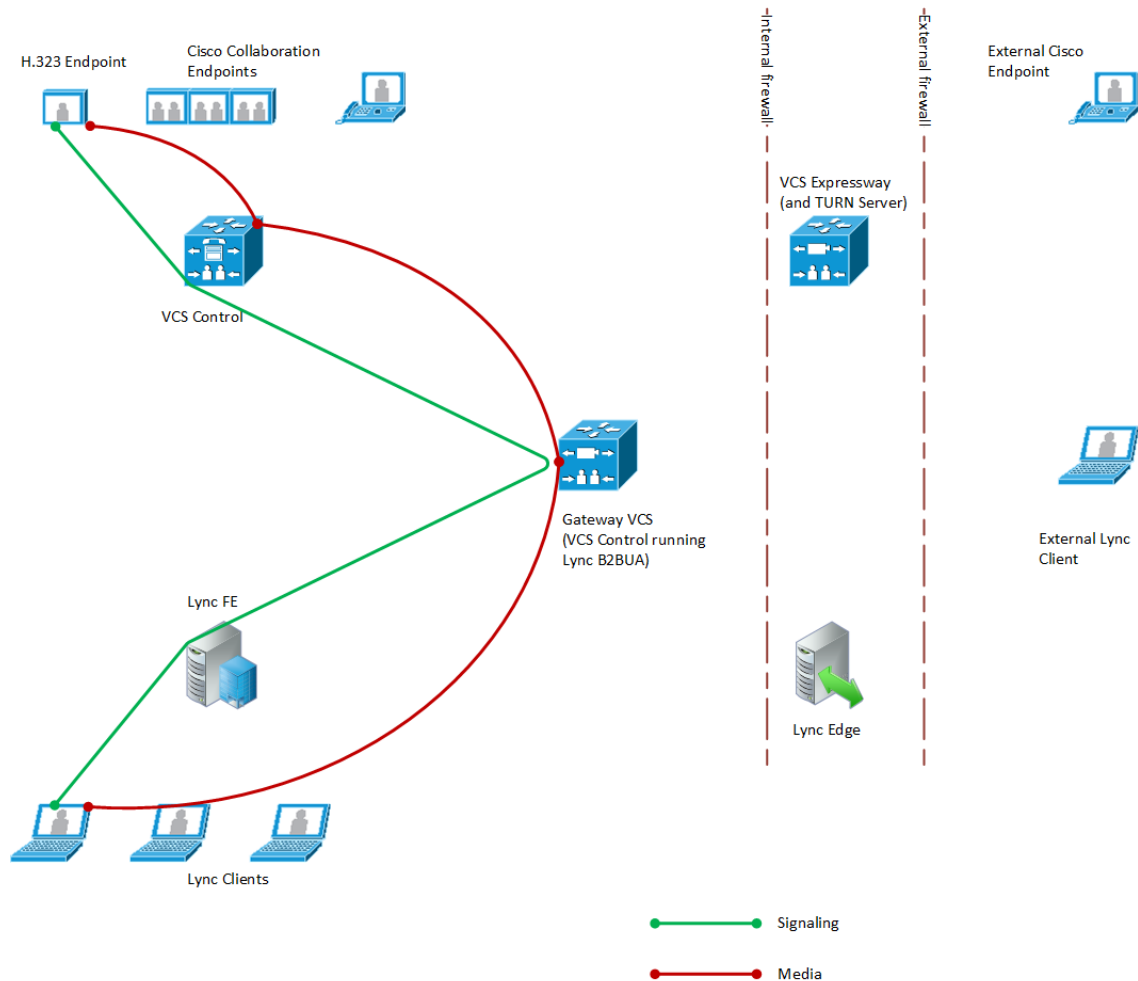 H.323 Endpoint
Cisco Collaboration
Endpoints
Internal firewall
External firewall
External Cisco
Endpoint
VCS Expressway
(and TURN Server)
VCS Control
Gateway VCS
(VCS Control running
Lync B2BUA)
External Lync
Client
Lync FE
Lync Edge
Lync Clients
Signaling
Media